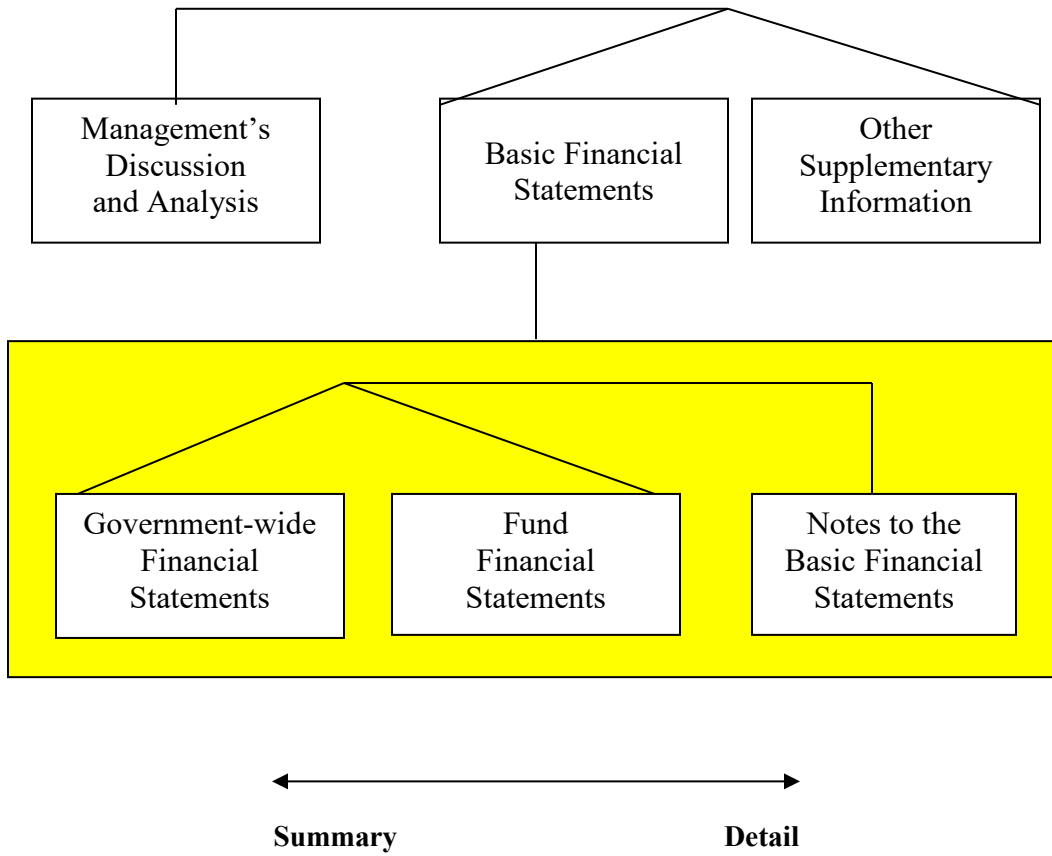 Management’s
Discussion
and Analysis
Basic Financial
Statements
Other
Supplementary
Information
Government-wide
Financial
Statements
Fund
Financial
Statements
Notes to the
Basic Financial
Statements
Summary
Detail